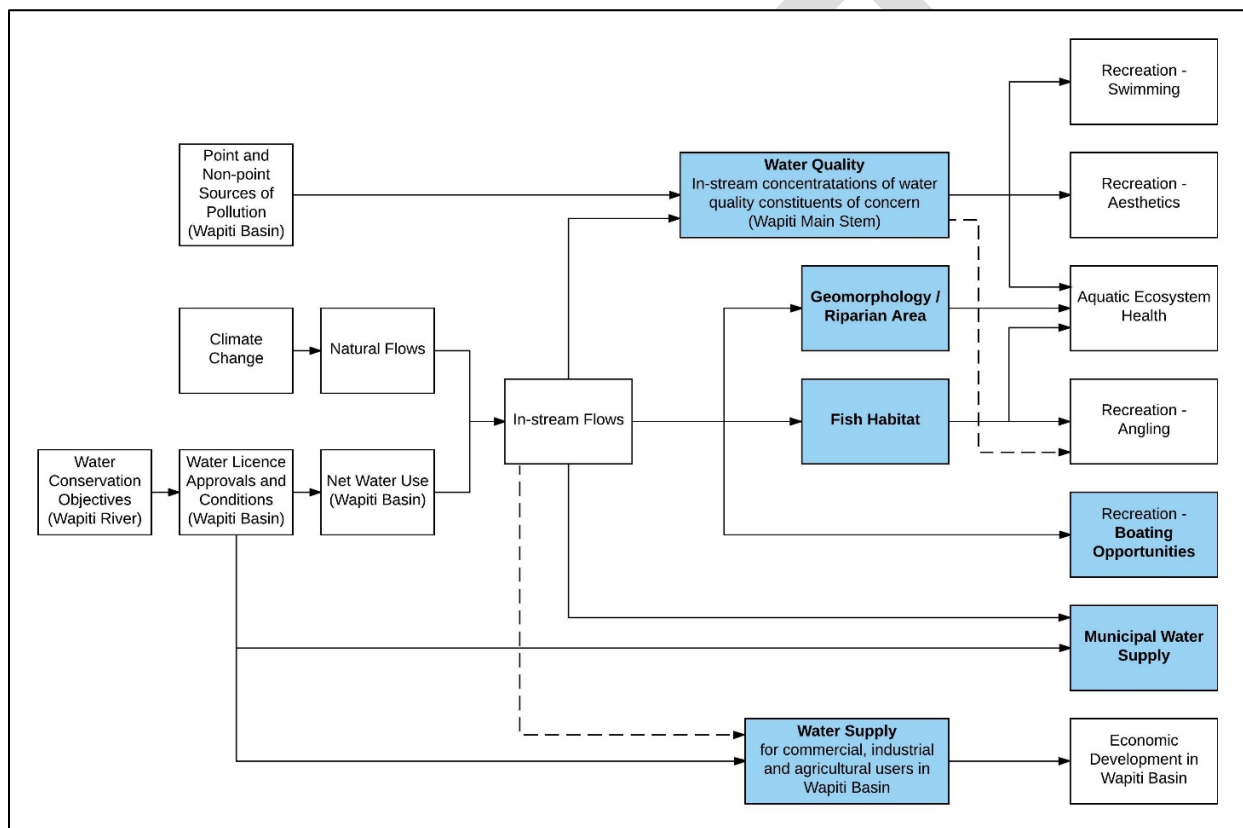 Recreation -
Swimming
Point and
Non-point
Sources of
Pollution
(Wapiti Basin)
Water Quality
In-stream concentratations of water
quality constituents of concern
(Wapiti Main Stem)
Recreation -
Aesthetics
Climate
Change
Natural Flows
Geomorphology /
Riparian Area
Aquatic Ecosystem
Health
In-stream Flows
Fish Habitat
Recreation -
Angling
Water
Conservation
Objectives
(Wapiti River)
Water Licence
Approvals and
Conditions
(Wapiti Basin)
Net Water Use
(Wapiti Basin)
Recreation -
Boating
Opportunities
Municipal Water
Supply
Water Supply
for commercial, industrial
and agricultural users in
Wapiti Basin
Economic
Development in
Wapiti Basin